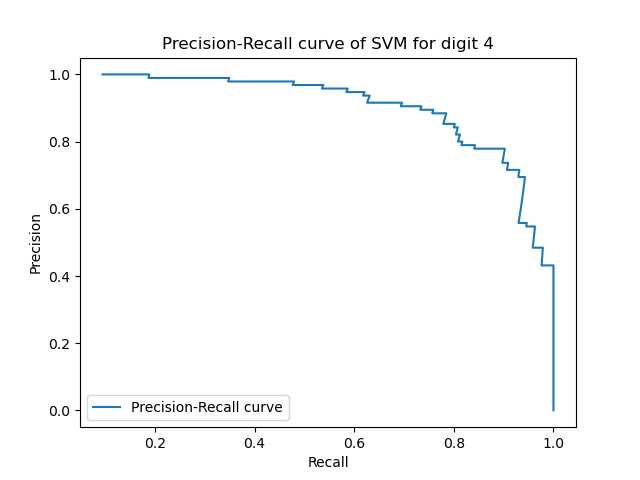 Precision-Recall curve of SVM for digit 4
1.0
0.8
0.6
0.4
0.2
0.0
Precision
Precision-Recall curve
0.2 0.4 0.6 0.8 1.0
Recall